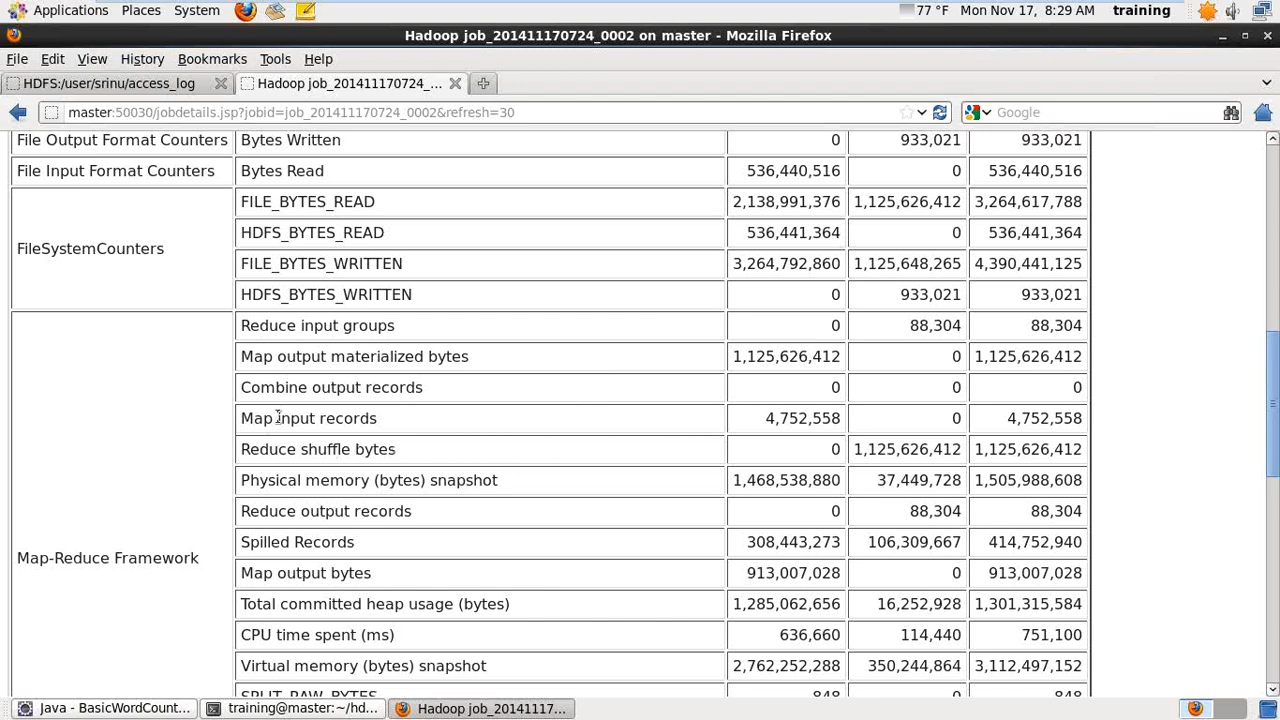 Applications Places System 77 °F Mon Nov 17, 8:29 AM training
Hadoop job_201411170724_0002 on master - Mozilla Firefox
File Edit View History Bookmarks Tools Help
HDFS:/user/srinu/access_log Hadoop job_201411170724_...
master:50030/jobdetails.jsp?jobid=job_201411170724_0002&refresh=30 Google
File Output Format Counters Bytes Written 0 933,021 933,021
File Input Format Counters Bytes Read 536,440,516 0 536,440,516
FileSystemCounters
FILE_BYTES_READ 2,138,991,376 1,125,626,412 3,264,617,788
HDFS_BYTES_READ 536,441,364 0 536,441,364
FILE_BYTES_WRITTEN 3,264,792,860 1,125,648,265 4,390,441,125
HDFS_BYTES_WRITTEN 0 933,021 933,021
Map-Reduce Framework
Reduce input groups 0 88,304 88,304
Map output materialized bytes 1,125,626,412 0 1,125,626,412
Combine output records 0 0 0
Map input records 4,752,558 0 4,752,558
Reduce shuffle bytes 0 1,125,626,412 1,125,626,412
Physical memory (bytes) snapshot 1,468,538,880 37,449,728 1,505,988,608
Reduce output records 0 88,304 88,304
Spilled Records 308,443,273 106,309,667 414,752,940
Map output bytes 913,007,028 0 913,007,028
Total committed heap usage (bytes) 1,285,062,656 16,252,928 1,301,315,584
CPU time spent (ms) 636,660 114,440 751,100
Virtual memory (bytes) snapshot 2,762,252,288 350,244,864 3,112,497,152
SPLIT_RAW_BYTES 848 0 848
Java - BasicWordCount... training@master:~/hd... Hadoop job_20141117...